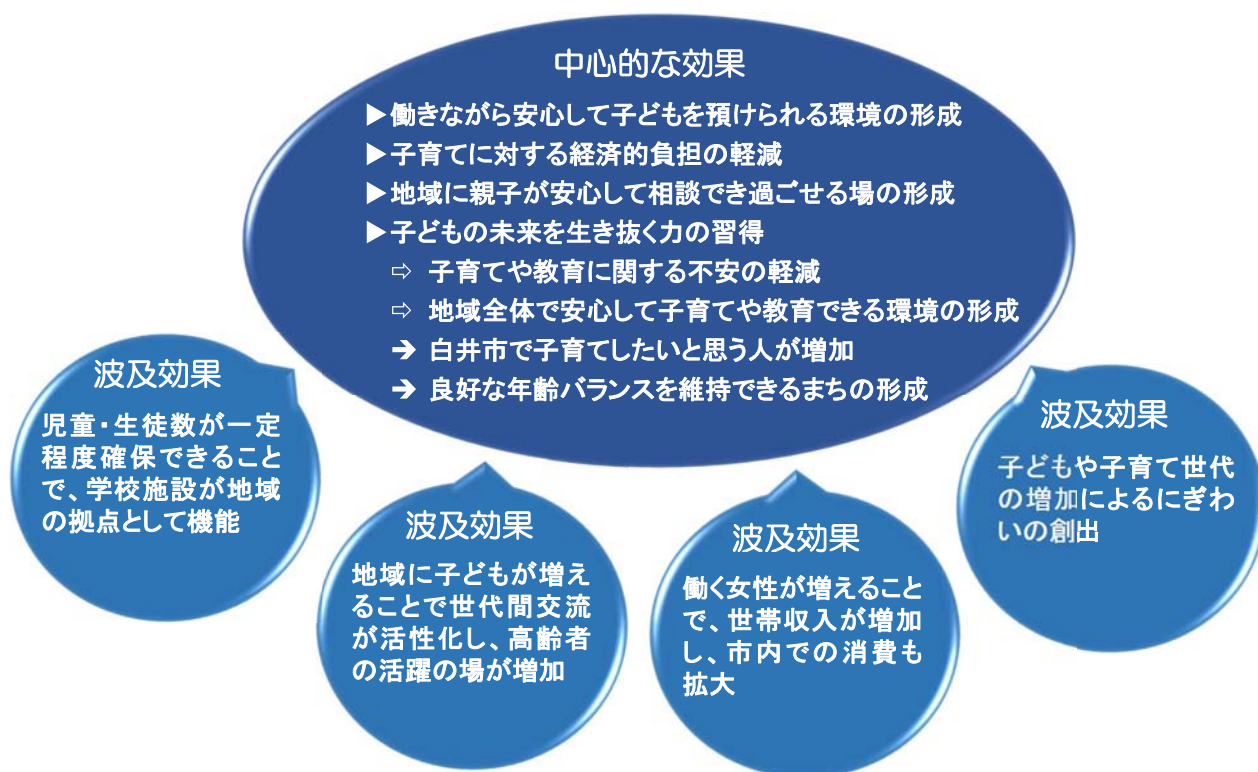 中心的な効果
▶働きながら安心して子どもを預けられる環境の形成
▶子育てに対する経済的負担の軽減
▶地域に親子が安心して相談でき過ごせる場の形成
▶子どもの未来を生き抜く力の習得
⇨ 子育てや教育に関する不安の軽減
⇨ 地域全体で安心して子育てや教育できる環境の形成
➔ 白井市で子育てしたいと思う人が増加
➔ 良好な年齢バランスを維持できるまちの形成
波及効果
児童・生徒数が一定
程度確保できること
で、学校施設が地域
の拠点として機能
波及効果
地域に子どもが増え
ることで世代間交流
が活性化し、高齢者
の活躍の場が増加
波及効果
働く女性が増えること
で、世帯収入が増加
し、市内での消費も
拡大
波及効果
子どもや子育て世代
の増加によるにぎわ
いの創出